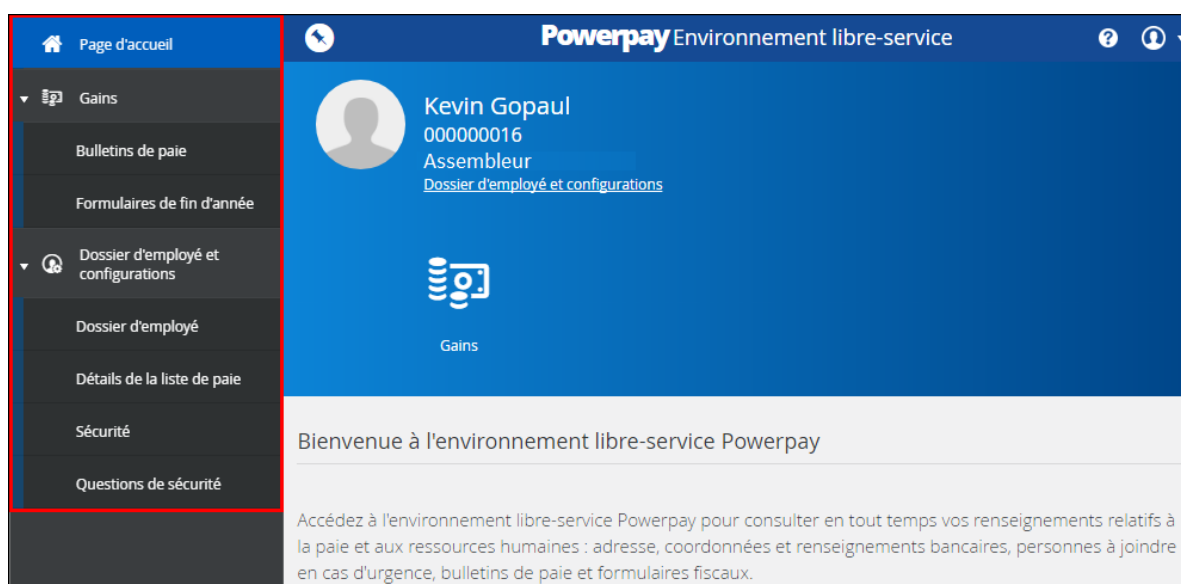 Page d'accueil
Gains
Bulletins de paie
Formulaires de fin d'année
Dossier d'employé et
configurations
Dossier d'employé
Détails de la liste de paie
Sécurité
Questions de sécurité
Powerpay Environnement libre-service
?
Kevin Gopaul
000000016
Assembleur
Dossier d'employé et configurations
Gains
Bienvenue à l'environnement libre-service Powerpay
Accédez à l'environnement libre-service Powerpay pour consulter en tout temps vos renseignements relatifs à
la paie et aux ressources humaines : adresse, coordonnées et renseignements bancaires, personnes à joindre
en cas d'urgence, bulletins de paie et formulaires fiscaux.